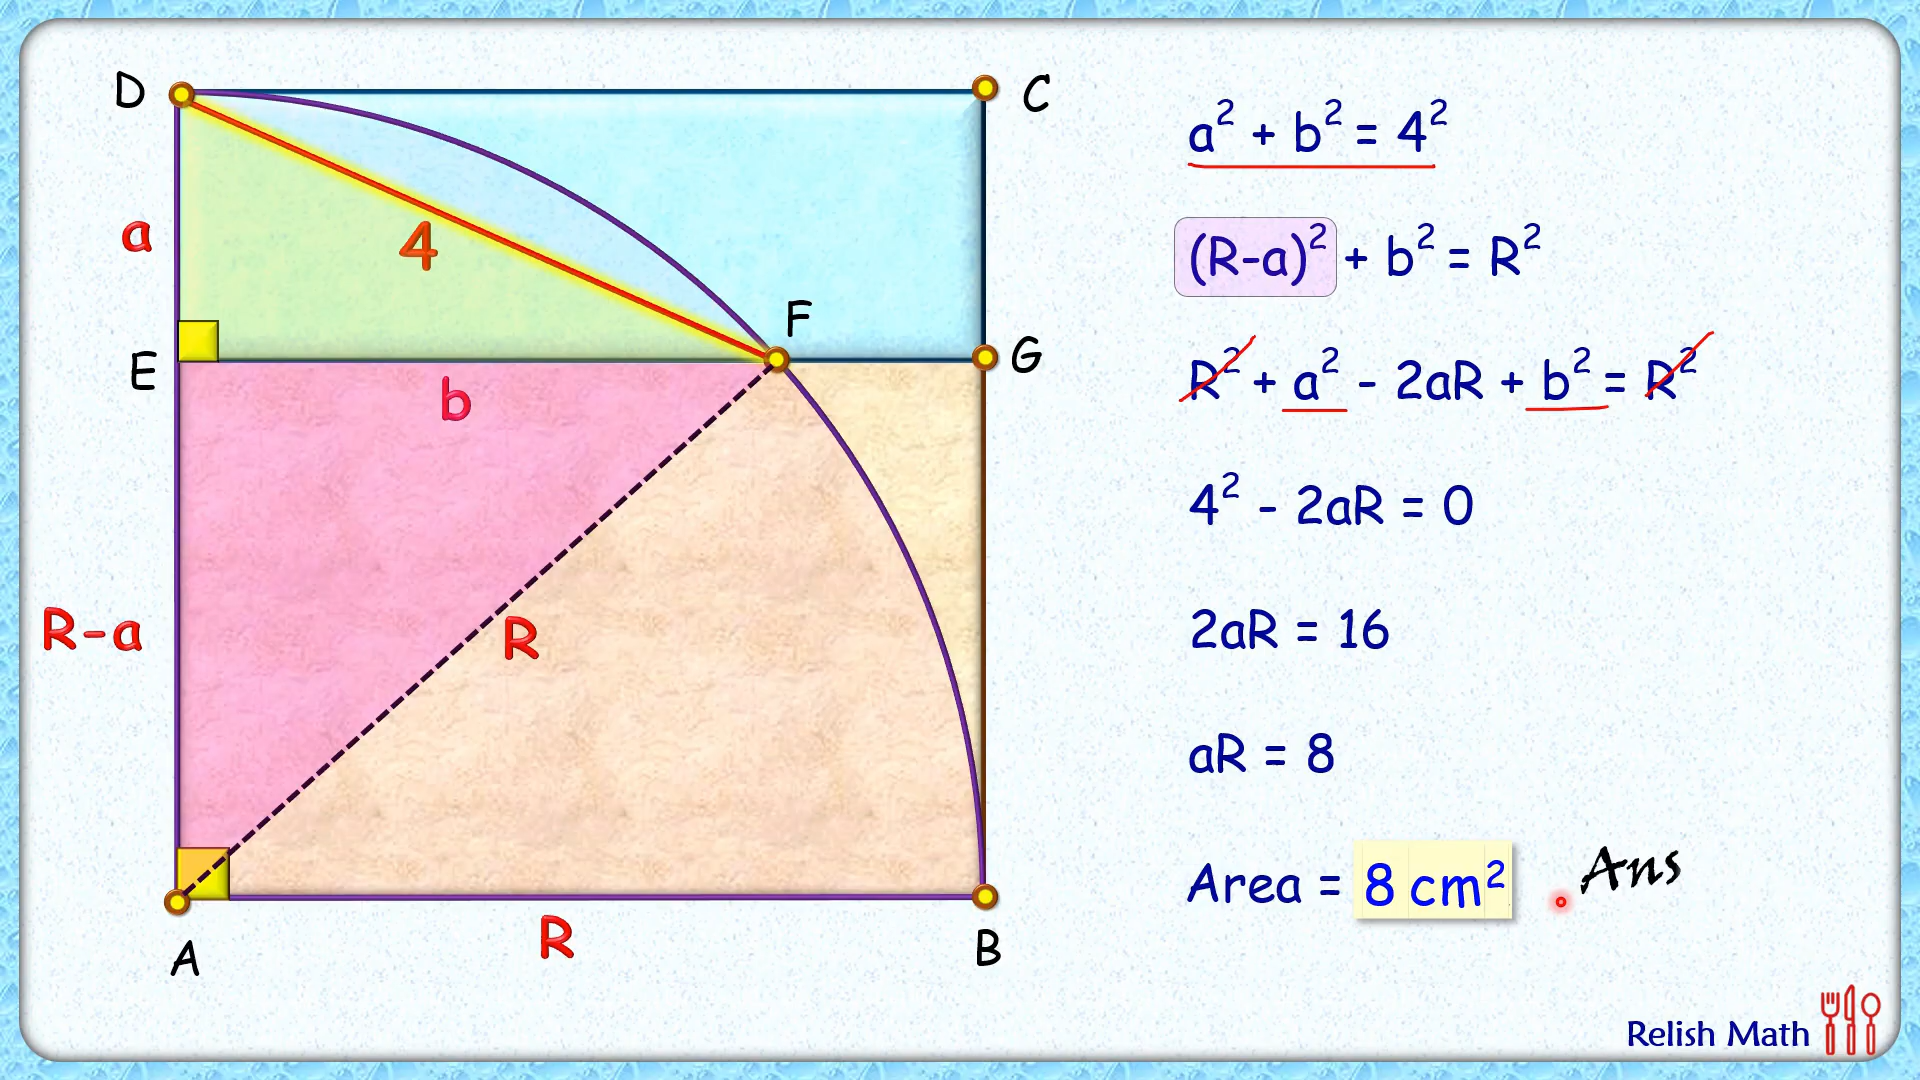 D
C
a
4
F
E
G
b
R-a
R
A
R
B
a² + b² = 4²
(R-a)² + b² = R²
R² + a² - 2aR + b² = R²
4² - 2aR = 0
2aR = 16
aR = 8
Area = 8 cm² . Ans
Relish Math